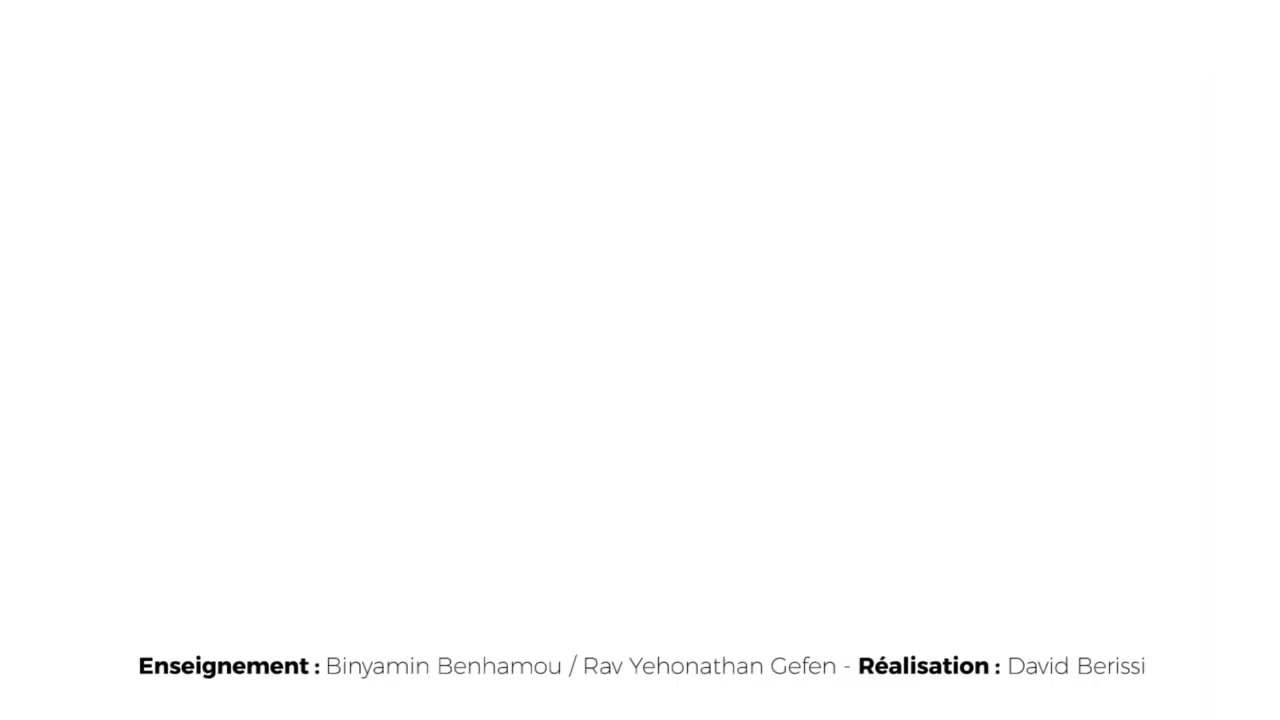 Enseignement : Binyamin Benhamou / Rav Yehonathan Gefen - Réalisation : David Berissi